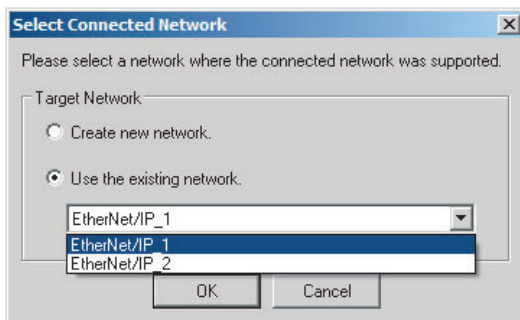 Select Connected Network
Please select a network where the connected network was supported.
Target Network
Create new network.
Use the existing network.
EtherNet/IP_1
EtherNet/IP_1
EtherNet/IP_2
OK Cancel